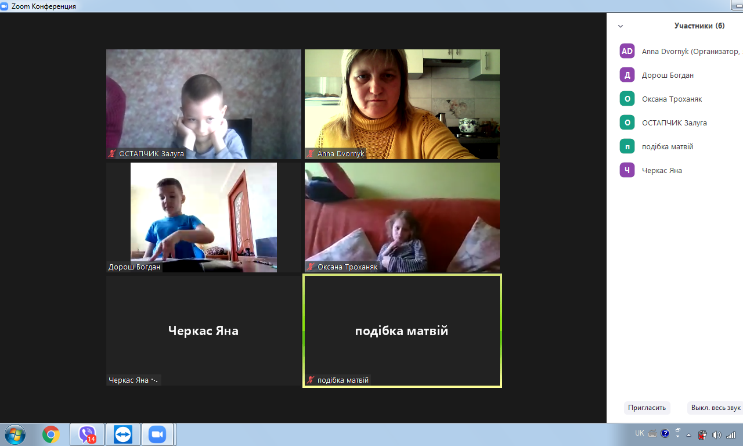 Zoom Конференция
Участники (6)
AD Anna Dvornyk (Организатор,
Д Дорош Богдан
О Оксана Троханяк
О ОСТАПЧИК Залуга
п подібка матвій
Ч Черкас Яна
ОСТАПЧИК Залуга
Anna Dvornyk
Дорош Богдан
Оксана Троханяк
Черкас Яна
подібка матвій
Черкас Яна
подібка матвій
Пригласить
Выкл. весь звук
14
UK